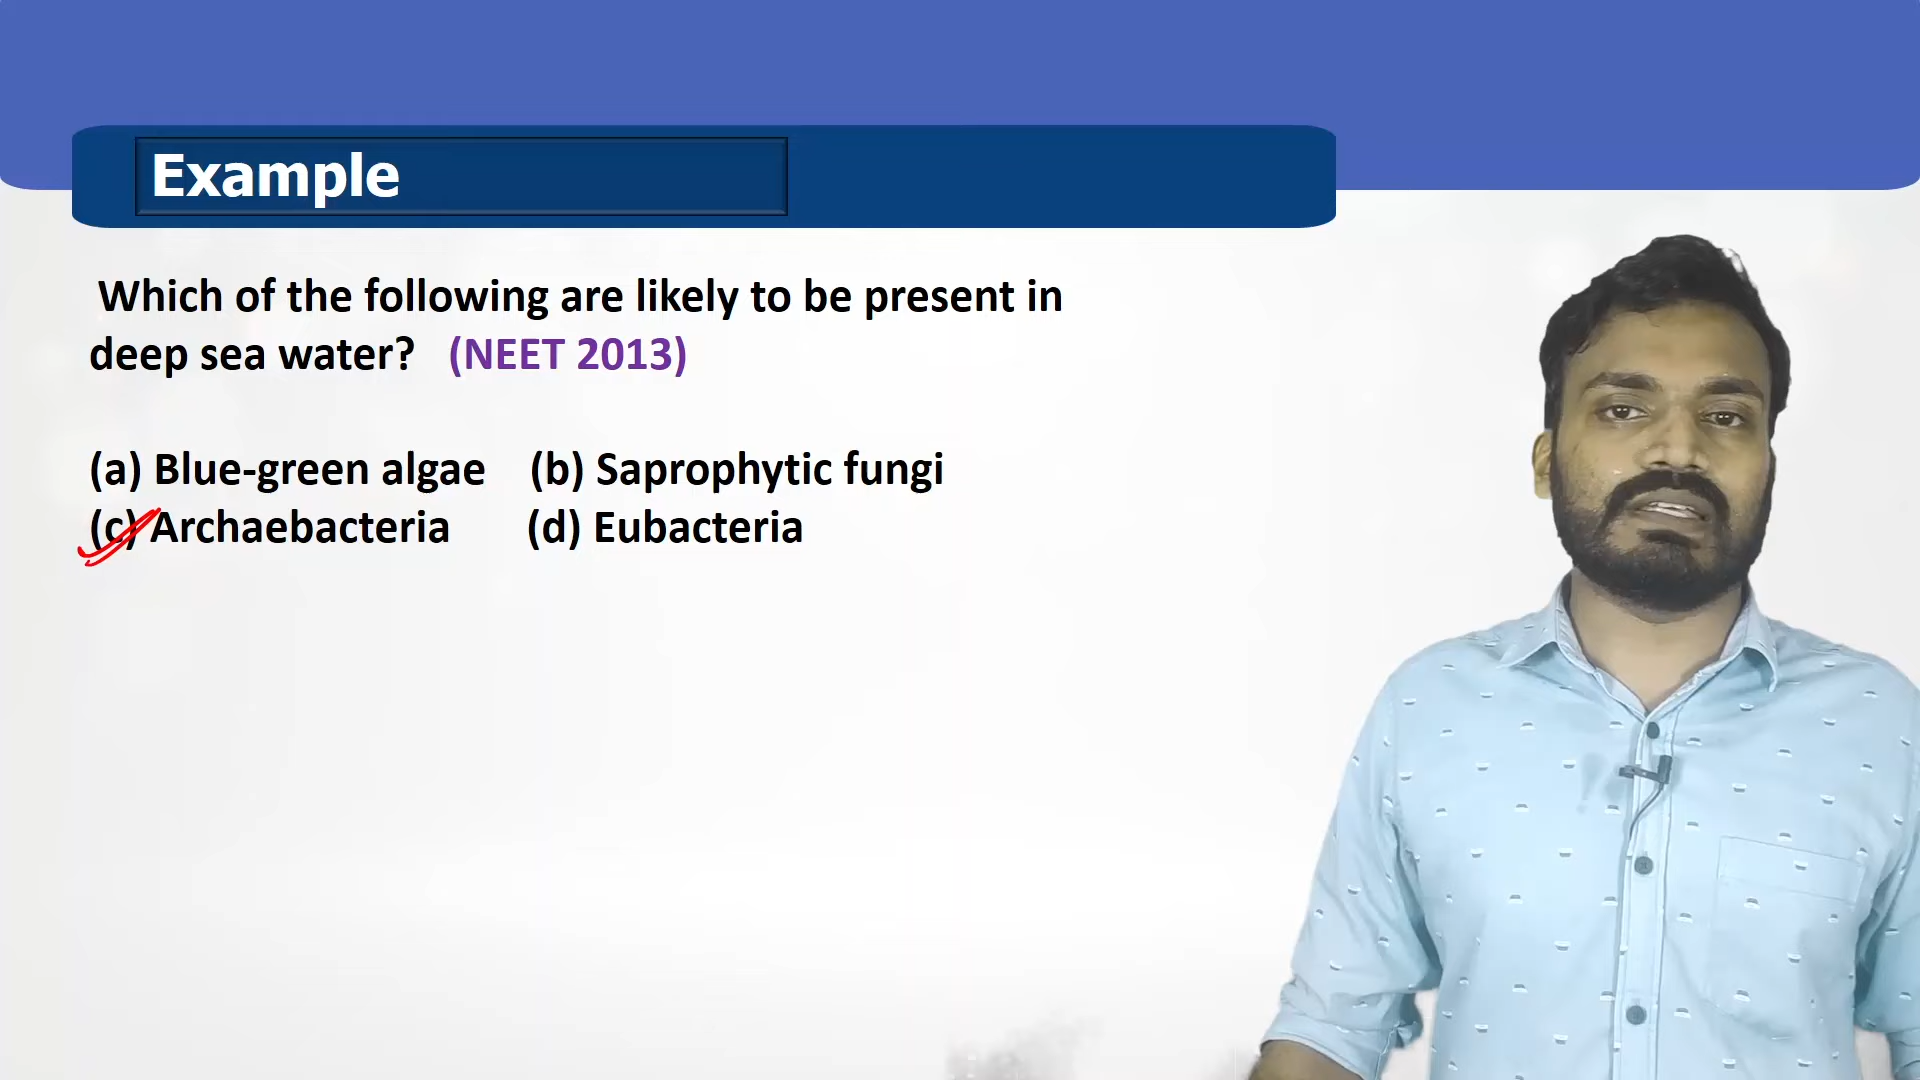 Example
Which of the following are likely to be present in
deep sea water? (NEET 2013)
(a) Blue-green algae (b) Saprophytic fungi
(c) Archaebacteria (d) Eubacteria